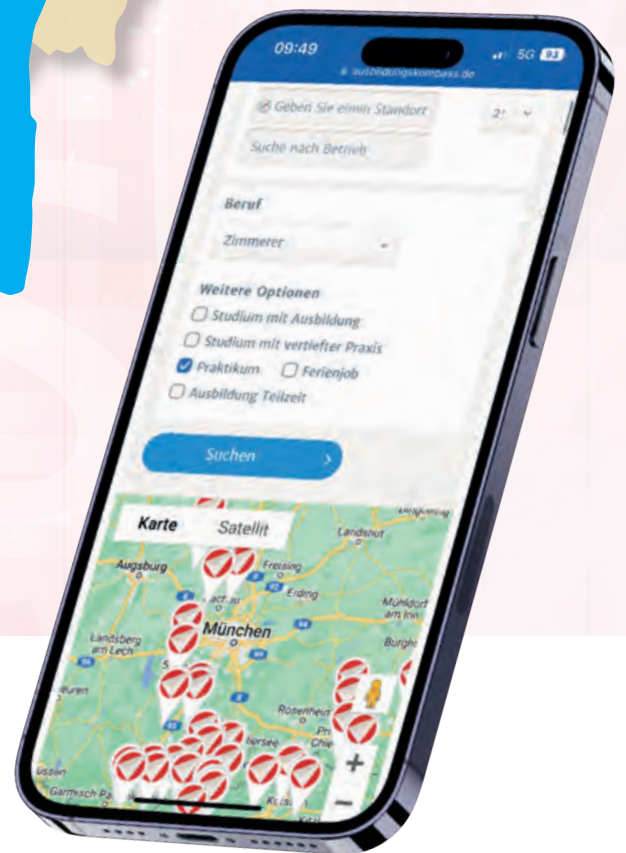 09:49 5G 93
ausbildungskompass.de
Geben Sie einen Standort
Suche nach Betrieb
Beruf
Zimmerer
Weitere Optionen
Studium mit Ausbildung
Studium mit vertiefter Praxis
Praktikum Ferienjob
Ausbildung Teilzeit
Suchen
Karte Satellit
Landshut
Augsburg Freising
Erding
Mühldorf
am Inn
München
Landsberg
am Lech
Rosenheim
Garmisch